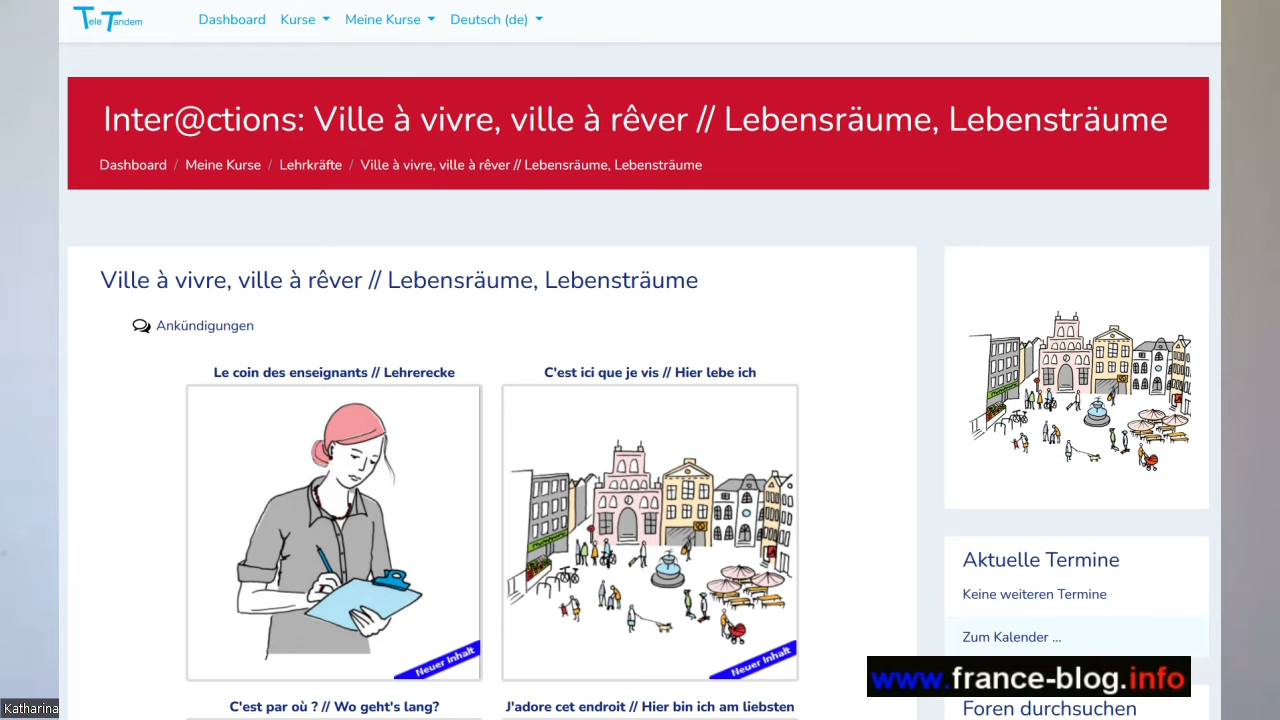 Tele Tandem
Dashboard Kurse Meine Kurse Deutsch (de)
Inter@ctions: Ville à vivre, ville à rêver // Lebensräume, Lebensträume
Dashboard / Meine Kurse / Lehrkräfte / Ville à vivre, ville à rêver // Lebensräume, Lebensträume
Ville à vivre, ville à rêver // Lebensräume, Lebensträume
Ankündigungen
Le coin des enseignants // Lehrerecke
Neuer Inhalt
C'est ici que je vis // Hier lebe ich
Neuer Inhalt
C'est par où ? // Wo geht's lang?
J'adore cet endroit // Hier bin ich am liebsten
Aktuelle Termine
Keine weiteren Termine
Zum Kalender ...
www.france-blog.info
Foren durchsuchen
Katharina